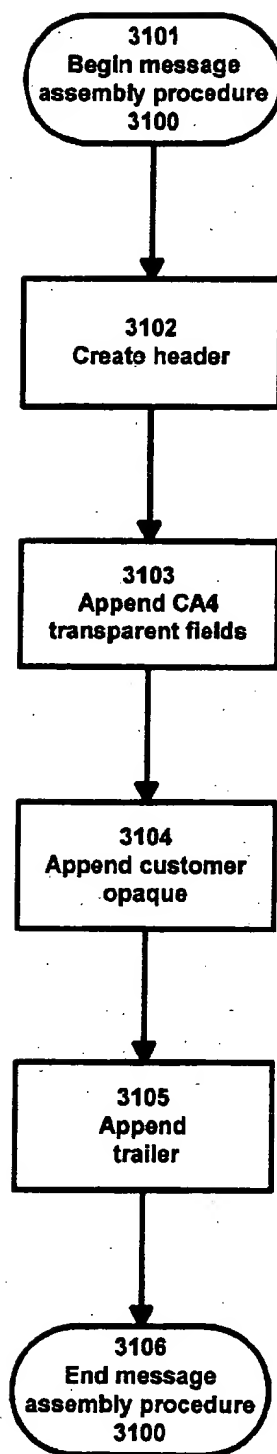 3101
Begin message
assembly procedure
3100
3102
Create header
3103
Append CA4
transparent fields
3104
Append customer
opaque
3105
Append
trailer
3106
End message
assembly procedure
3100